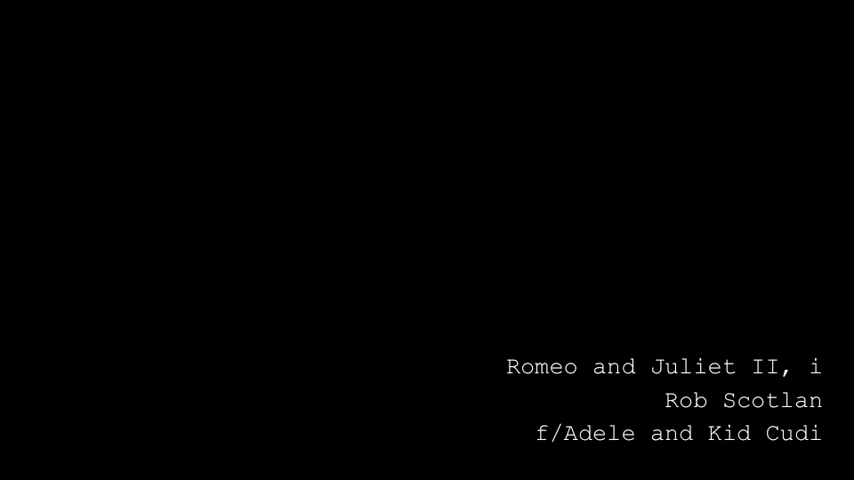 Romeo and Juliet II, i
Rob Scotlan
f/Adele and Kid Cudi